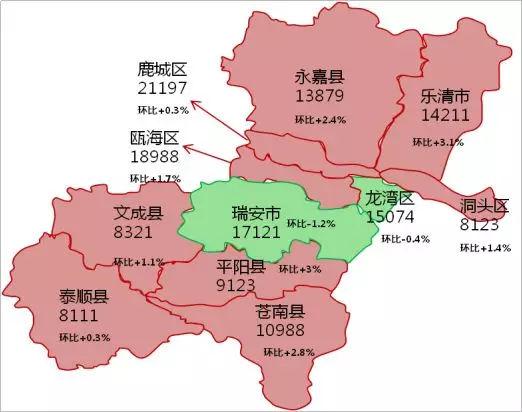 鹿城区
21197
环比+0.3%
永嘉县
13879
环比+2.4%
乐清市
14211
环比+3.1%
瓯海区
18988
环比+1.7%
龙湾区
15074
环比-0.4%
洞头区
8123
环比+1.4%
文成县
8321
环比+1.1%
瑞安市
17121
环比-1.2%
平阳县
9123
环比+3%
泰顺县
8111
环比+0.3%
苍南县
10988
环比+2.8%